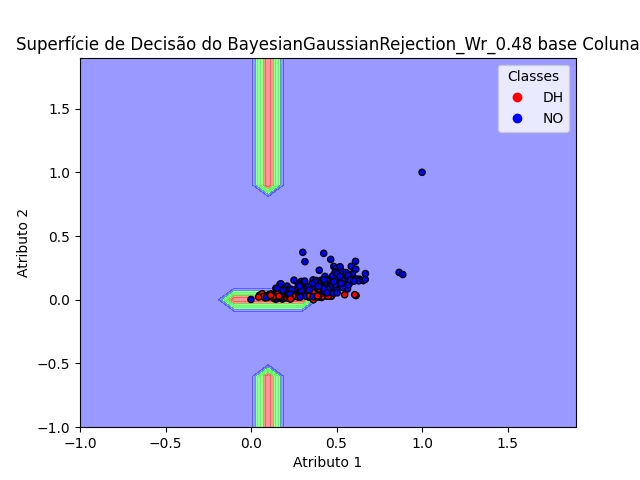 Superfície de Decisão do BayesianGaussianRejection_Wr_0.48 base Coluna
Classes
DH
NO
1.5
1.0
0.5
0.0
−0.5
−1.0
Atributo 2
−1.0
−0.5
0.0
0.5
1.0
1.5
Atributo 1